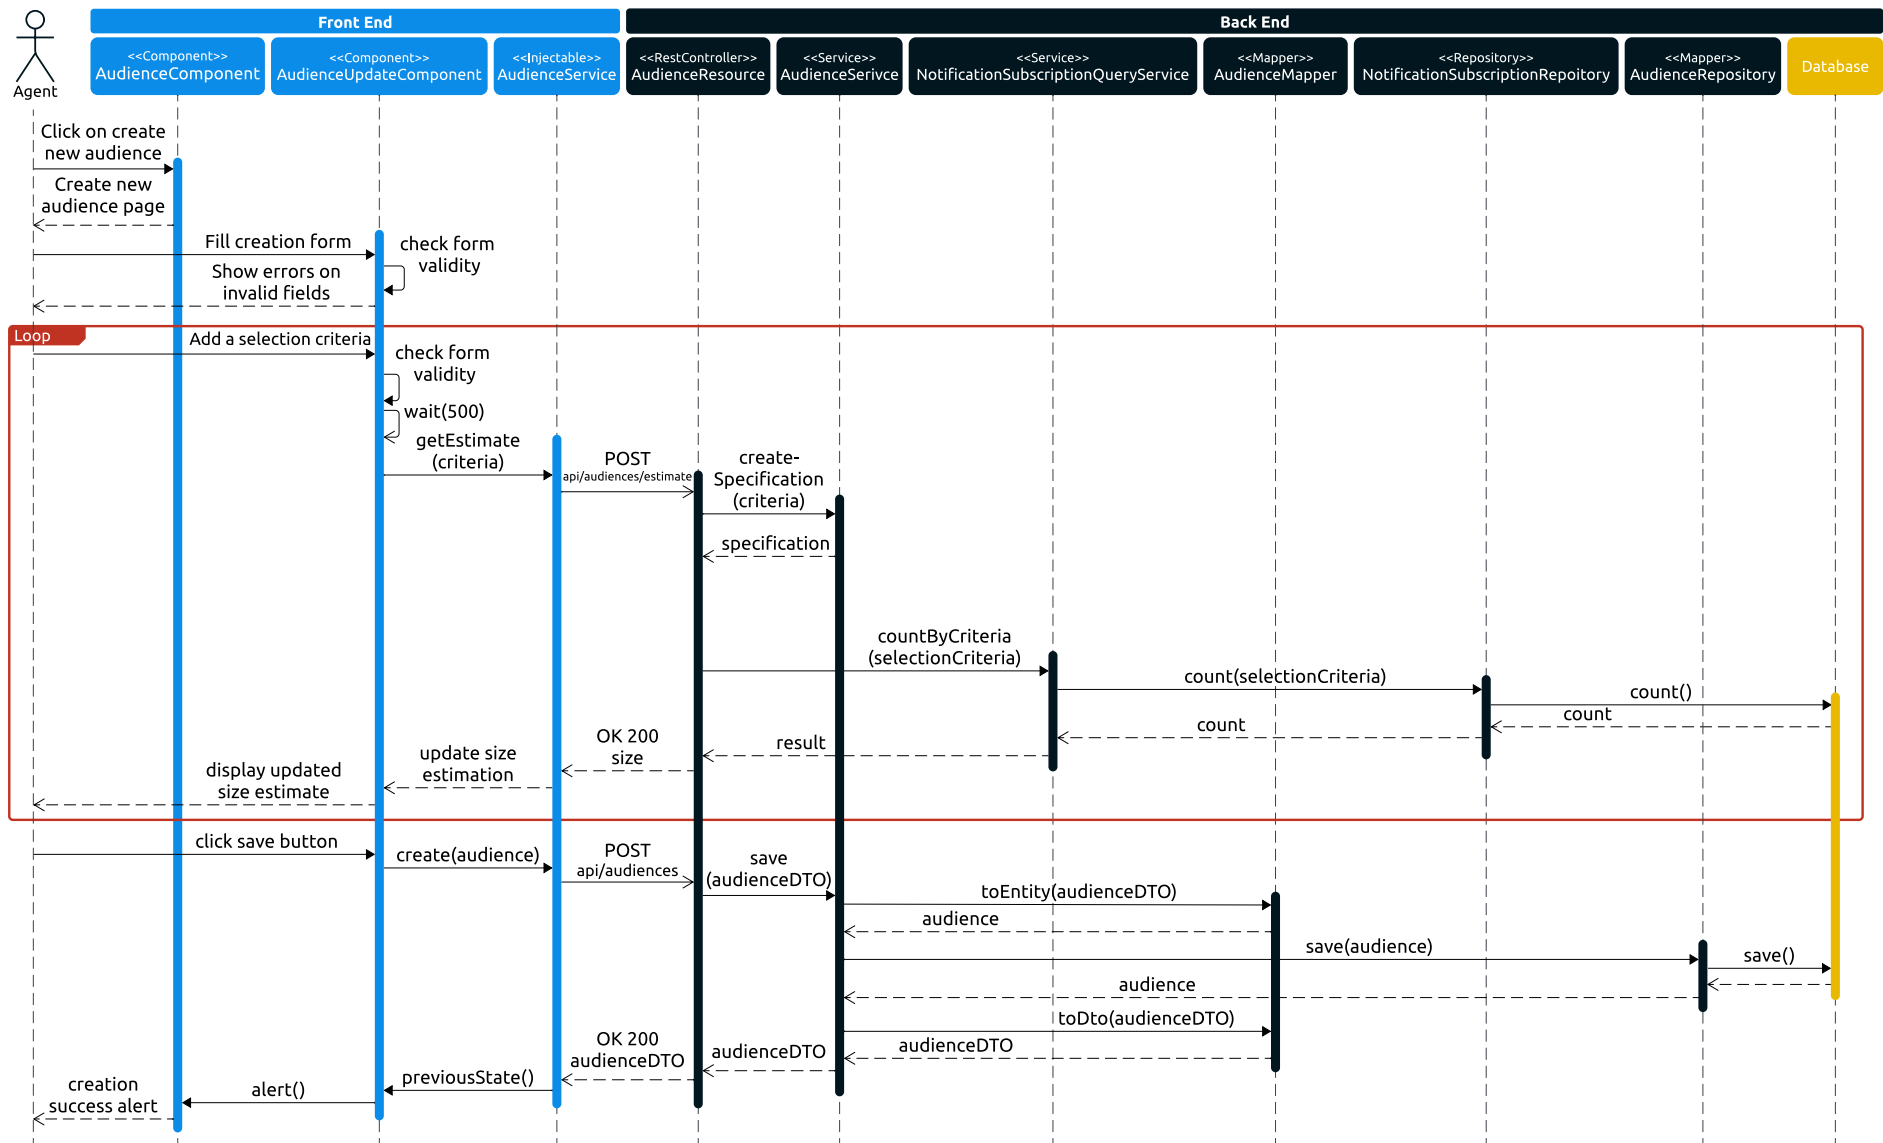 Front End
Back End
Agent
<<Component>>
AudienceComponent
<<Component>>
AudienceUpdateComponent
<<Injectable>>
AudienceService
<<RestController>>
AudienceResource
<<Service>>
AudienceSerivce
<<Service>>
NotificationSubscriptionQueryService
<<Mapper>>
AudienceMapper
<<Repository>>
NotificationSubscriptionRepoitory
<<Mapper>>
AudienceRepository
Database
Click on create
new audience
Create new
audience page
Fill creation form
check form
validity
Show errors on
invalid fields
Loop
Add a selection criteria
check form
validity
wait(500)
getEstimate
(criteria)
POST
api/audiences/estimate
create-
Specification
(criteria)
specification
countByCriteria
(selectionCriteria)
count(selectionCriteria)
count()
count
count
result
OK 200
size
update size
estimation
display updated
size estimate
click save button
create(audience)
POST
api/audiences
save
(audienceDTO)
toEntity(audienceDTO)
audience
save(audience)
save()
audience
toDto(audienceDTO)
audienceDTO
audienceDTO
OK 200
audienceDTO
previousState()
alert()
creation
success alert